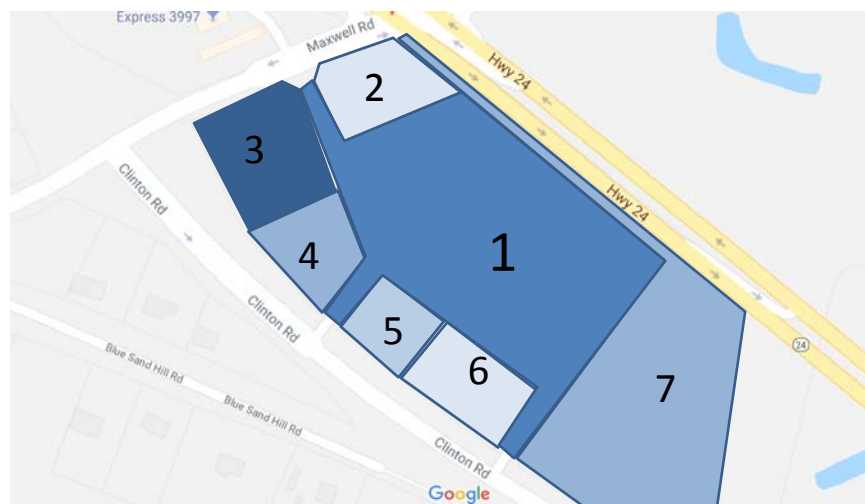 Express 3997
Maxwell Rd
Hwy 24
2
3
Clinton Rd
Hwy 24
1
4
24
Clinton Rd
5
6
7
Blue Sand Hill Rd
Blue Sand Hill Rd
Clinton Rd
Google